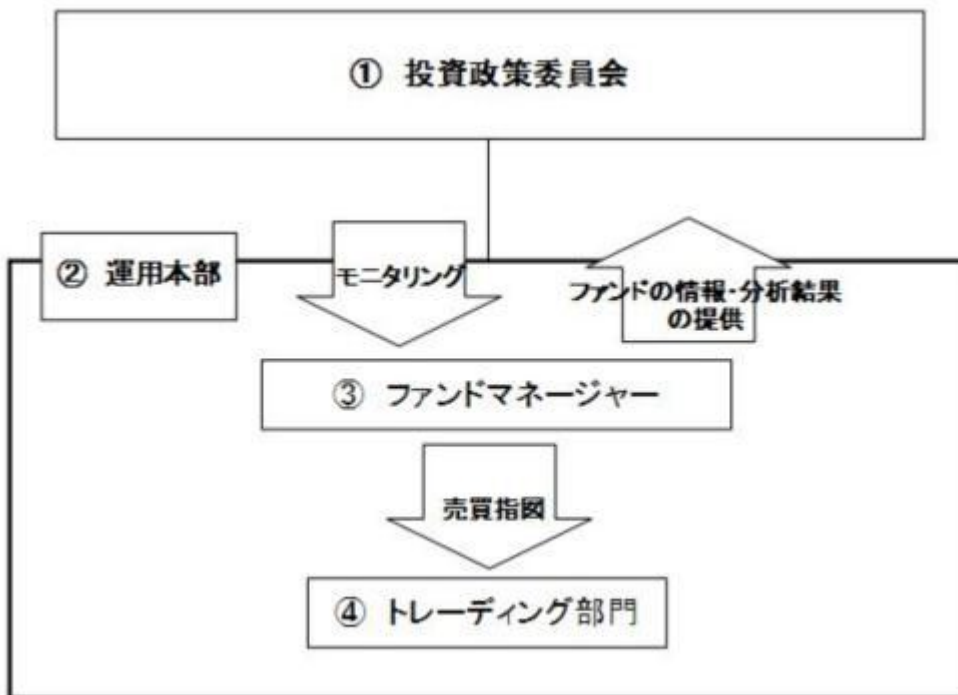 ① 投資政策委員会
② 運用本部
モニタリング
ファンドの情報･分析結果
の提供
③ ファンドマネージャー
売買指図
④ トレーディング部門